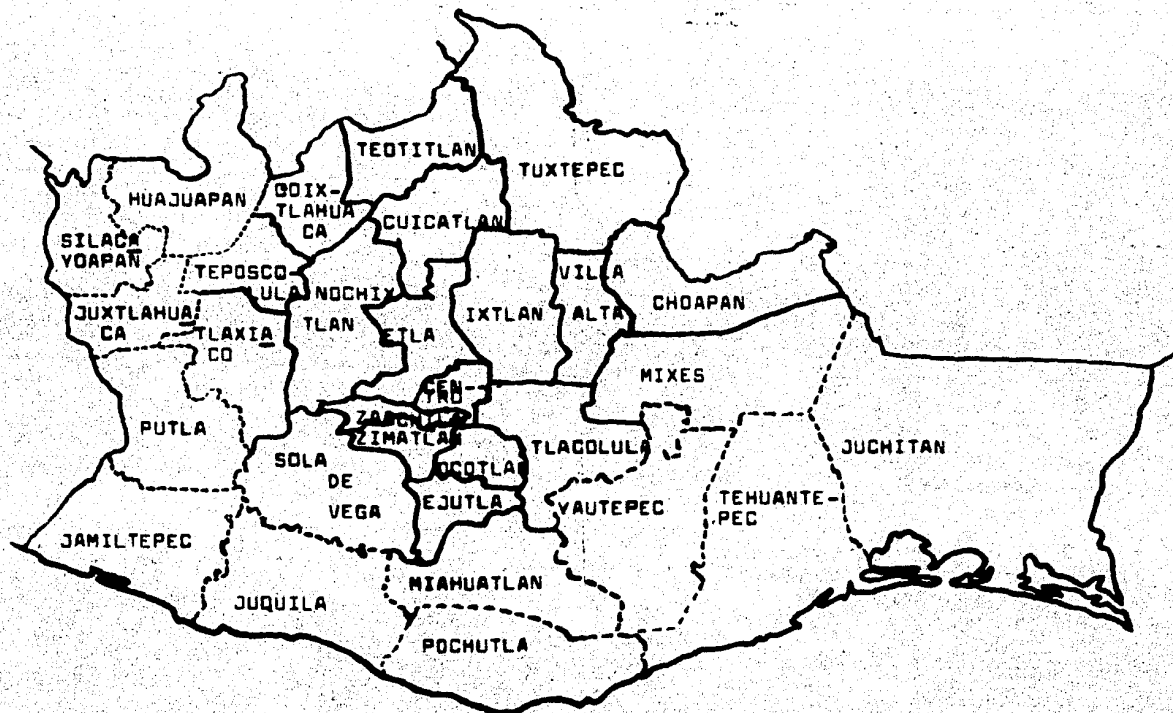 TEOTITLAN
TUXTEPEC
HUAJUAPAN
COIX-
TLAHUA
CA
CUICATLAN
SILACA
YOAPAN
TEPOSCO-
LULA
NOCHIX
TLAN
VILLA
ALTA
CHOAPAN
JUXTLAHUA
CA
TLAXIA
CO
ETLA
IXTLAN
MIXES
CEN-
TRO
ZAACHILA
ZIMATLAN
PUTLA
TLACOLULA
JUCHITAN
SOLA
DE
VEGA
OCOTLAN
EJUTLA
YAUTEPEC
TEHUANTE-
PEC
JAMILTEPEC
MIAHUATLAN
JUQUILA
POCHUTLA